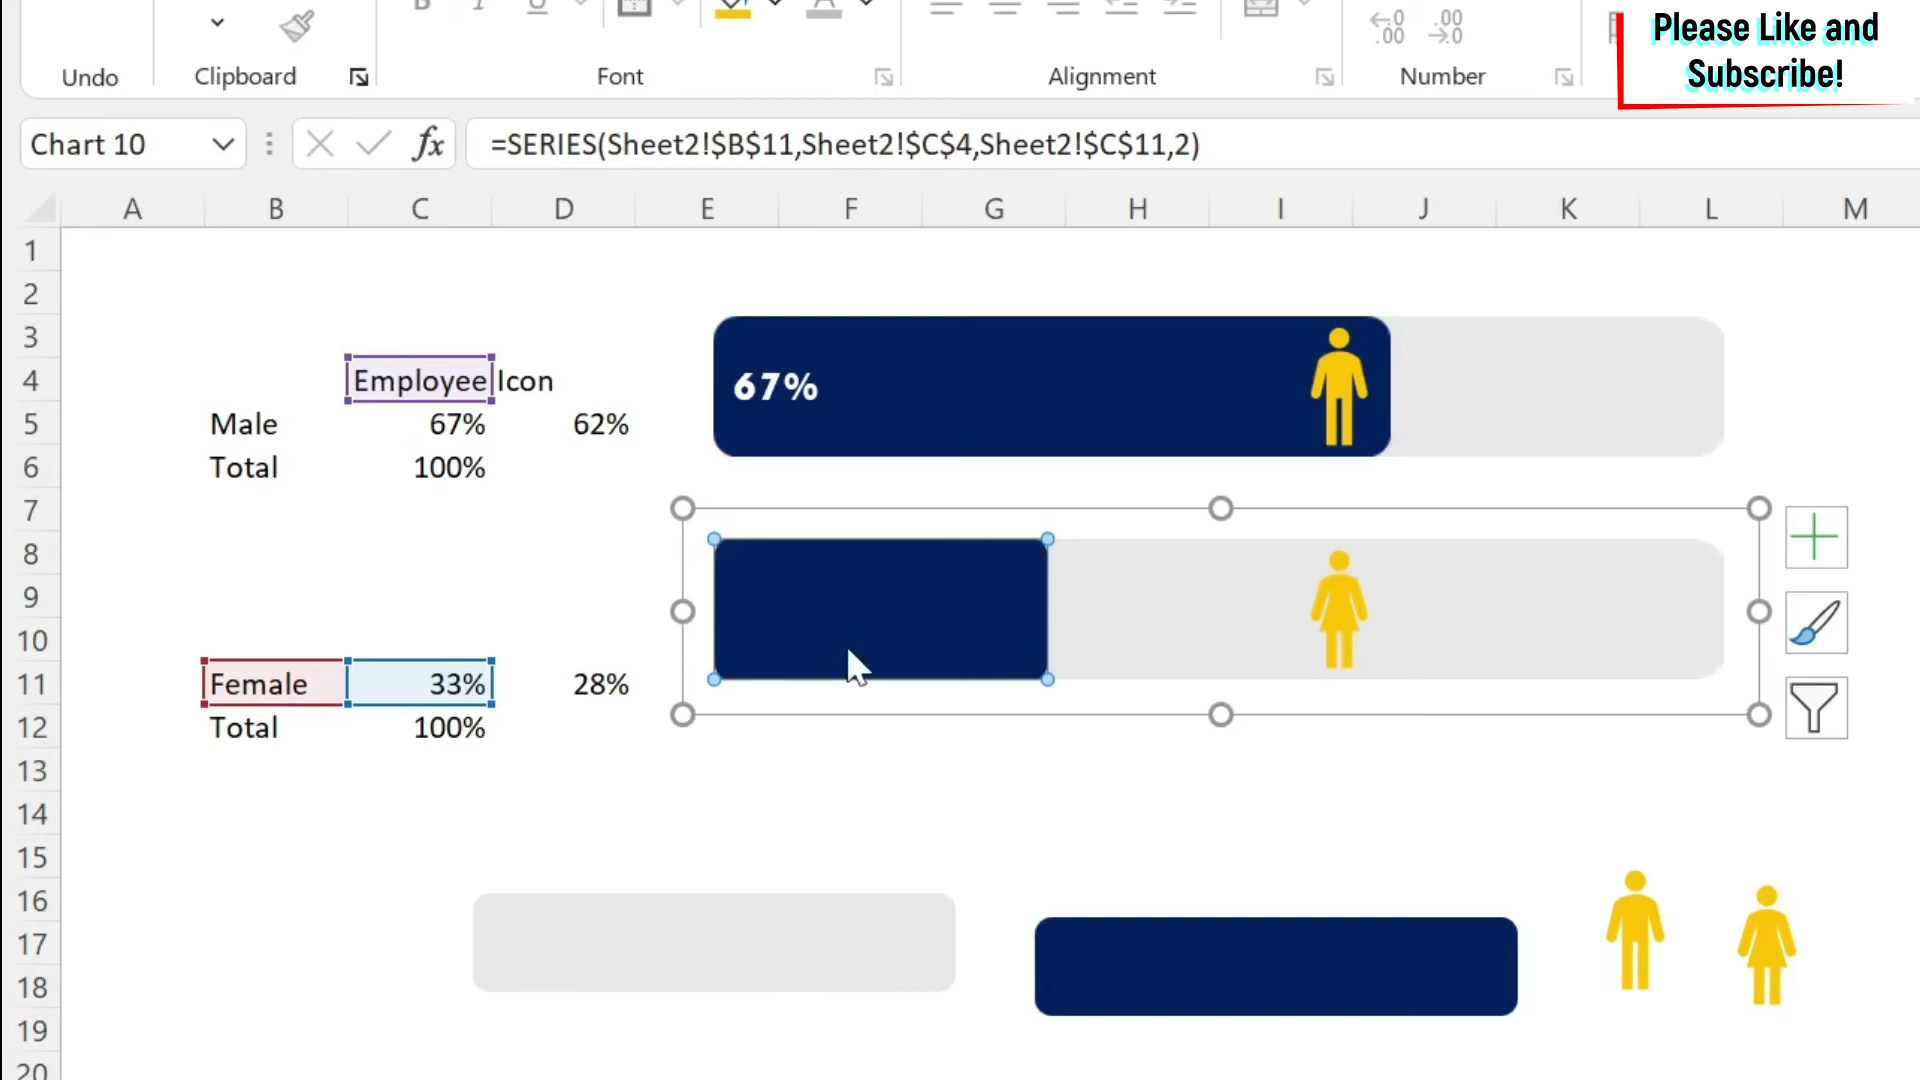 Please Like and
Subscribe!
Undo
Clipboard
Font
Alignment
Number
Chart 10
fx
=SERIES(Sheet2!$B$11,Sheet2!$C$4,Sheet2!$C$11,2)
A B C D E F G H I J K L M
1
2
3
4 Employee Icon
5 Male 67% 62%
67%
6 Total 100%
7
8
9
10
11 Female 33% 28%
12 Total 100%
13
14
15
16
17
18
19
20